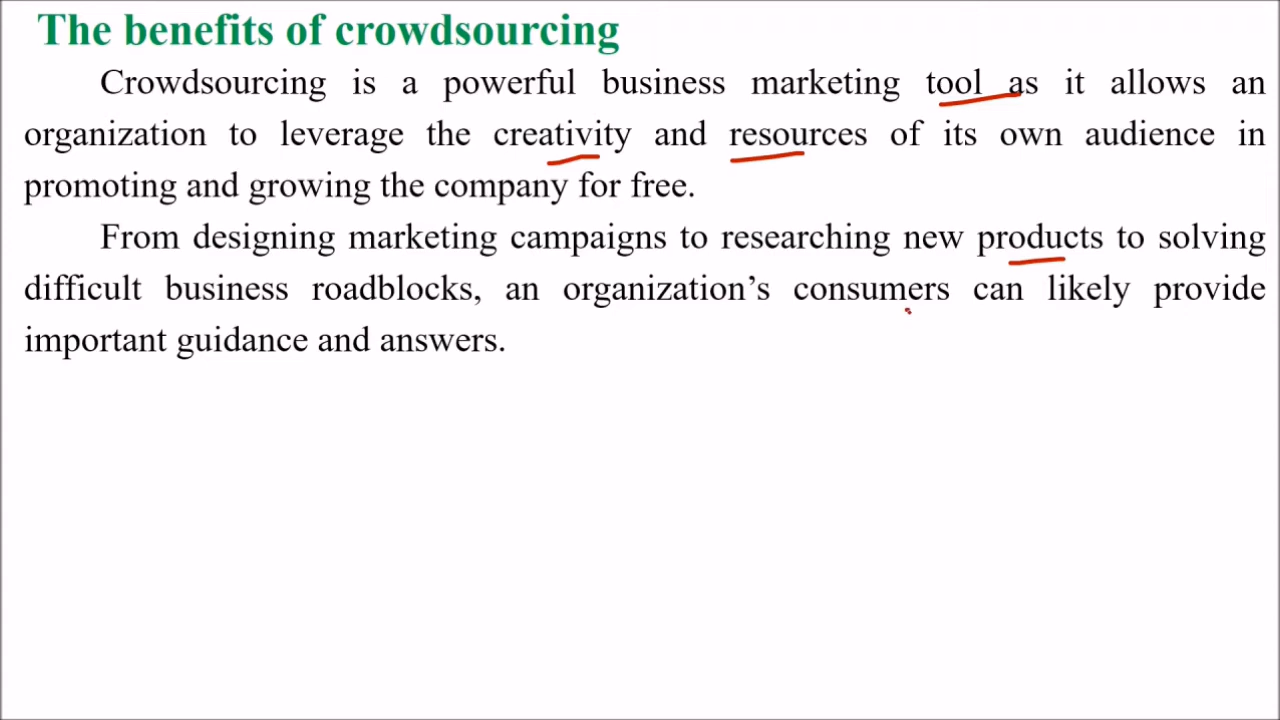 The benefits of crowdsourcing
Crowdsourcing is a powerful business marketing tool as it allows an
organization to leverage the creativity and resources of its own audience in
promoting and growing the company for free.
From designing marketing campaigns to researching new products to solving
difficult business roadblocks, an organization’s consumers can likely provide
important guidance and answers.